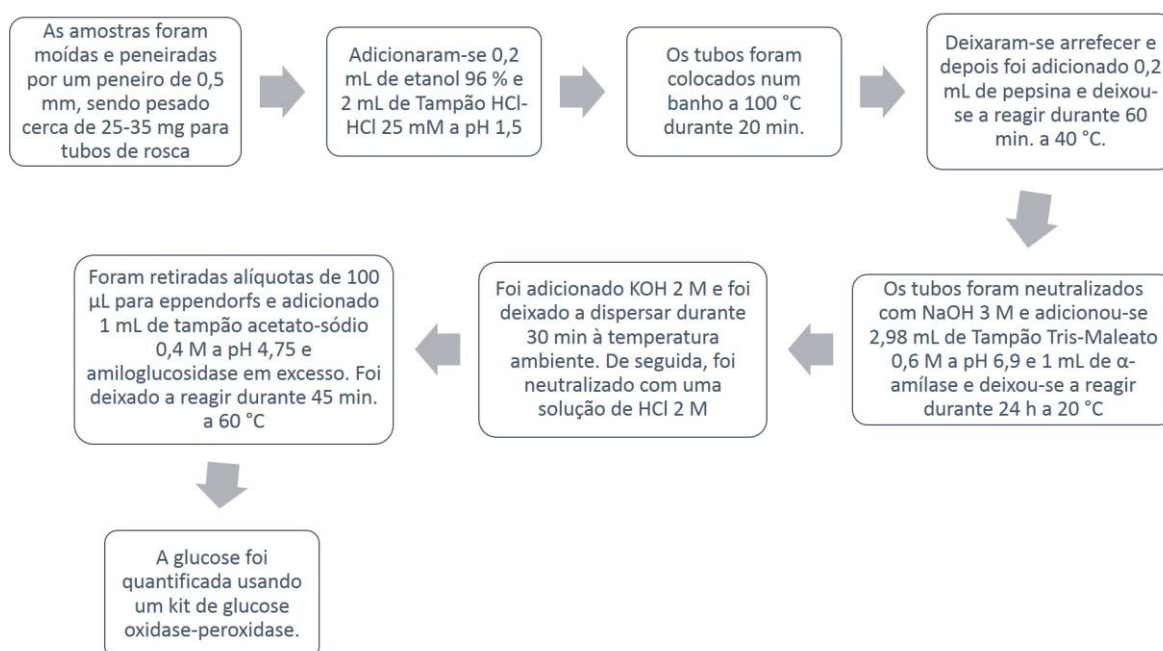 As amostras foram
moídas e peneiradas
por um peneiro de 0,5
mm, sendo pesado
cerca de 25-35 mg para
tubos de rosca
Adicionaram-se 0,2
mL de etanol 96 % e
2 mL de Tampão HCl-
HCl 25 mM a pH 1,5
Os tubos foram
colocados num
banho a 100 °C
durante 20 min.
Deixaram-se arrefecer e
depois foi adicionado 0,2
mL de pepsina e deixou-
se a reagir durante 60
min. a 40 °C.
Os tubos foram neutralizados
com NaOH 3 M e adicionou-se
2,98 mL de Tampão Tris-Maleato
0,6 M a pH 6,9 e 1 mL de α-
amílase e deixou-se a reagir
durante 24 h a 20 °C
Foi adicionado KOH 2 M e foi
deixado a dispersar durante
30 min à temperatura
ambiente. De seguida, foi
neutralizado com uma
solução de HCl 2 M
Foram retiradas alíquotas de 100
µL para eppendorfs e adicionado
1 mL de tampão acetato-sódio
0,4 M a pH 4,75 e
amiloglucosidase em excesso. Foi
deixado a reagir durante 45 min.
a 60 °C
A glucose foi
quantificada usando
um kit de glucose
oxidase-peroxidase.